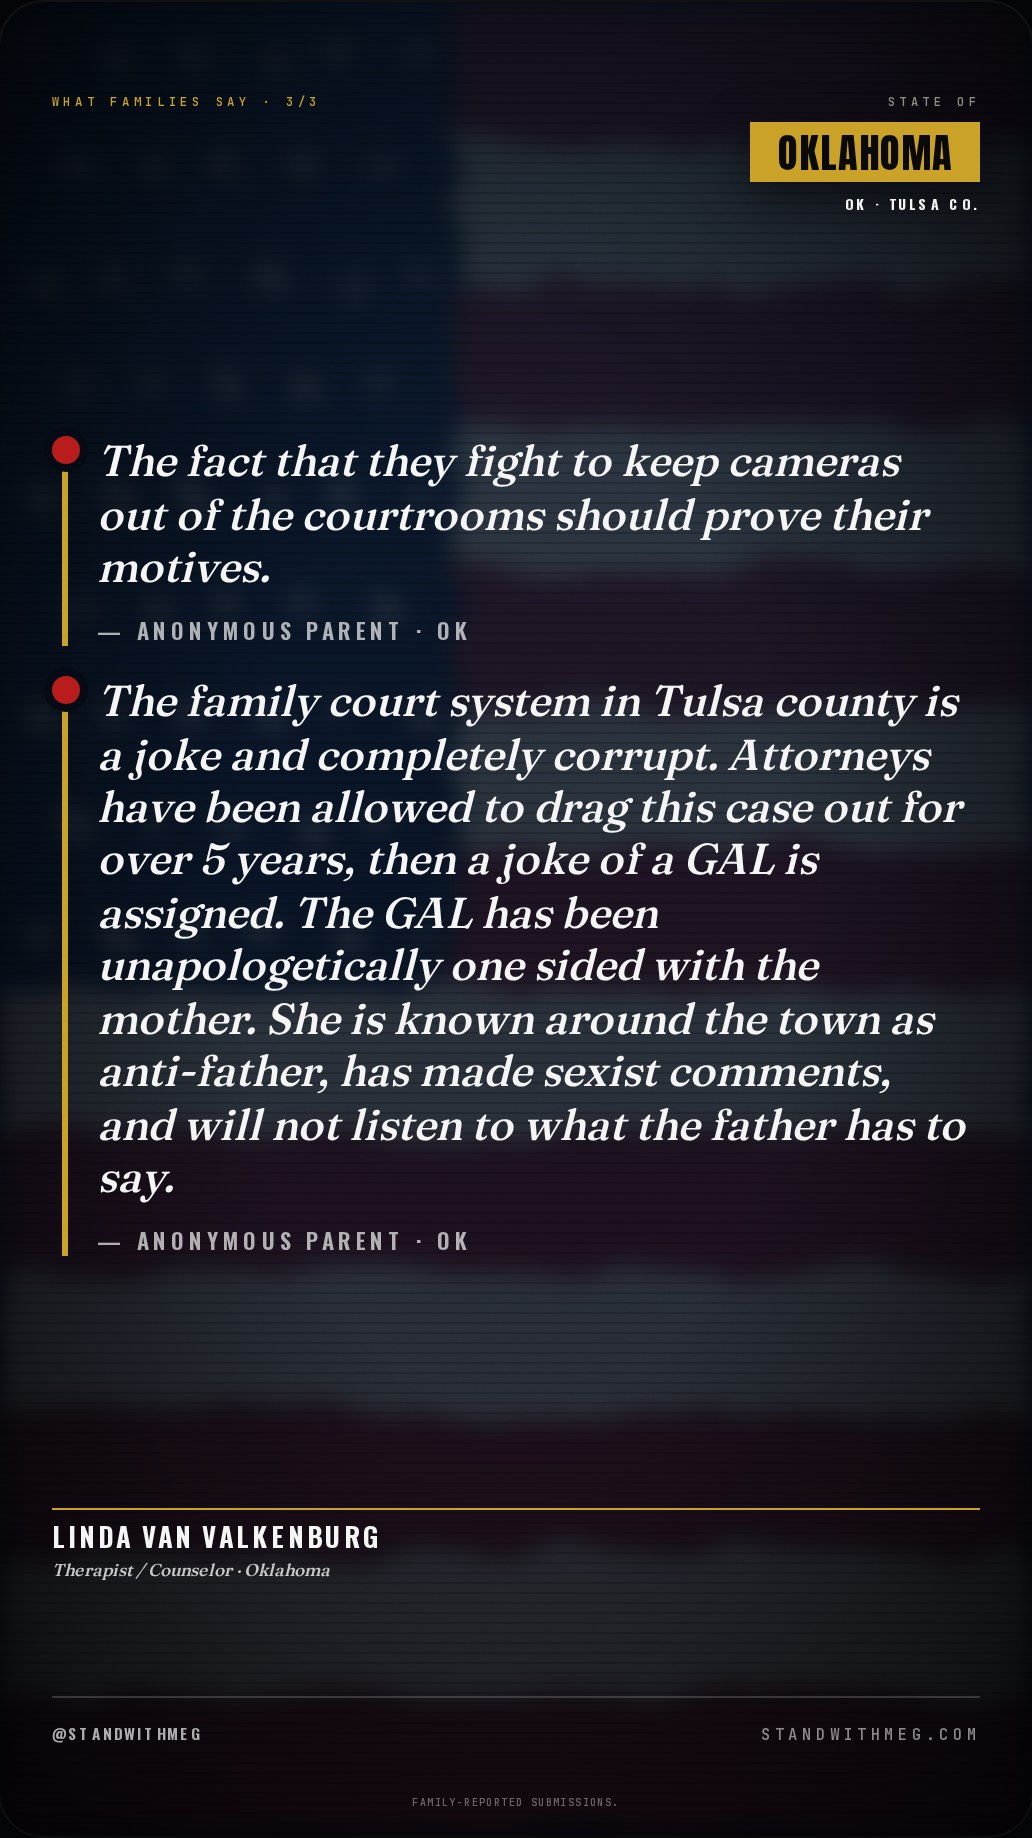 WHAT FAMILIES SAY · 3/3
STATE OF
OKLAHOMA
OK · TULSA CO.
The fact that they fight to keep cameras
out of the courtrooms should prove their
motives.
— ANONYMOUS PARENT · OK
The family court system in Tulsa county is
a joke and completely corrupt. Attorneys
have been allowed to drag this case out for
over 5 years, then a joke of a GAL is
assigned. The GAL has been
unapologetically one sided with the
mother. She is known around the town as
anti-father, has made sexist comments,
and will not listen to what the father has to
say.
— ANONYMOUS PARENT · OK
LINDA VAN VALKENBURG
Therapist / Counselor · Oklahoma
@STANDWITHMEG
STANDWITHMEG.COM
FAMILY-REPORTED SUBMISSIONS.